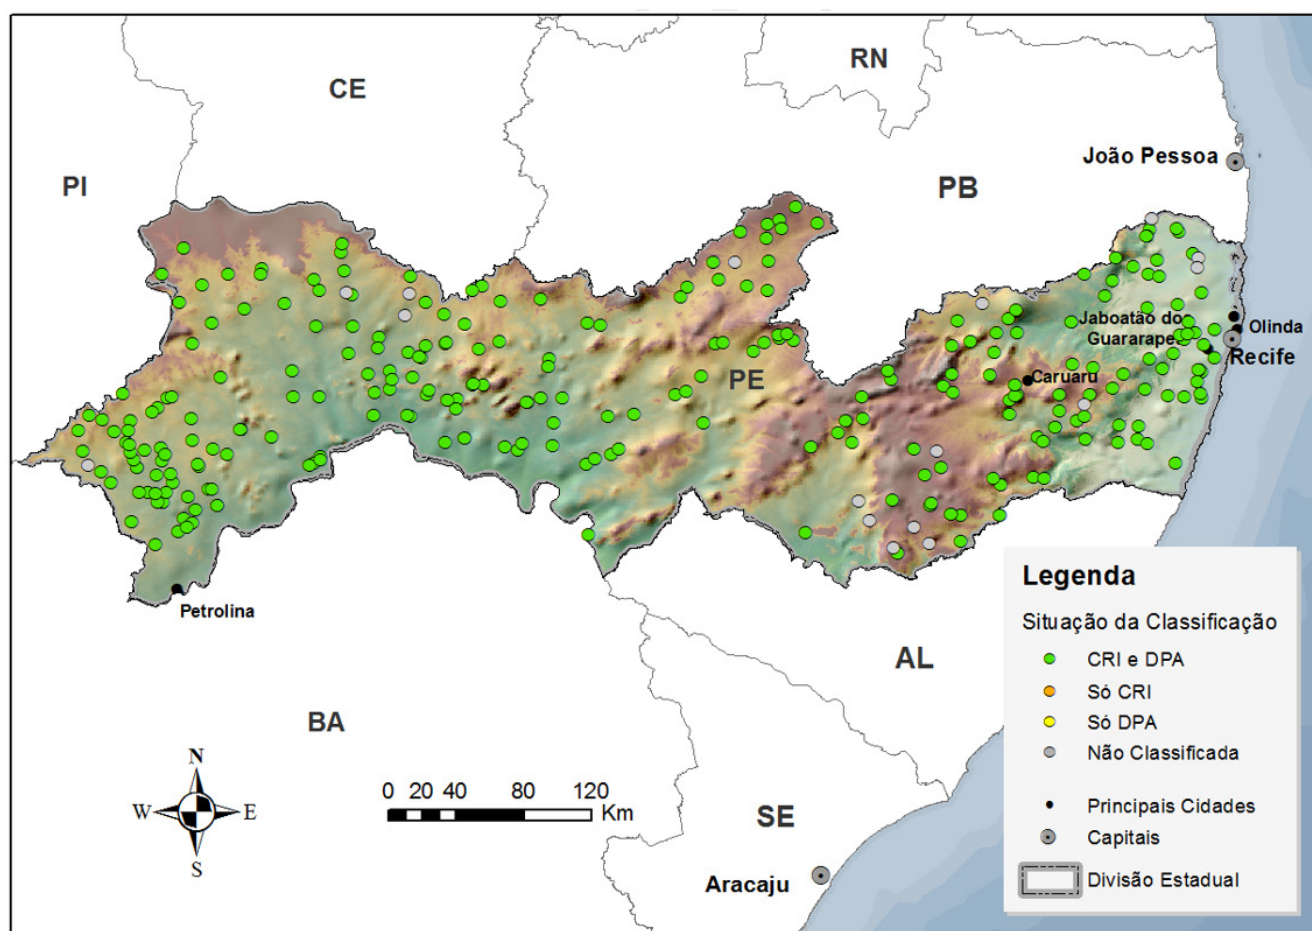 RN
CE
João Pessoa
PI
PB
Jaboatão do
Guararape
Olinda
Recife
PE
Caruaru
Petrolina
AL
BA
SE
Aracaju
N
W
E
S
0 20 40 80 120
Km
Legenda
Situação da Classificação
CRI e DPA
Só CRI
Só DPA
Não Classificada
Principais Cidades
Capitais
Divisão Estadual